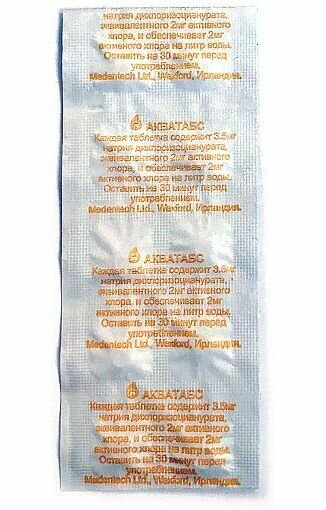 натрия дихлоризоцианурата,
эквивалентного 2мг активного
хлора, и обеспечивает 2мг
активного хлора на литр воды.
Оставить на 30 минут перед
употреблением.
Medentech Ltd., Wexford, Ирландия.
АКВАТАБС
Каждая таблетка содержит 3.5мг
натрия дихлоризоцианурата,
эквивалентного 2мг активного
хлора, и обеспечивает 2мг
активного хлора на литр воды.
Оставить на 30 минут перед
употреблением.
Medentech Ltd., Wexford, Ирландия.
АКВАТАБС
Каждая таблетка содержит 3.5мг
натрия дихлоризоцианурата,
эквивалентного 2мг активного
хлора, и обеспечивает 2мг
активного хлора на литр воды.
Оставить на 30 минут перед
употреблением.
Medentech Ltd., Wexford, Ирландия.
АКВАТАБС
Каждая таблетка содержит 3.5мг
натрия дихлоризоцианурата,
эквивалентного 2мг активного
хлора, и обеспечивает 2мг
активного хлора на литр воды.
Оставить на 30 минут перед
употреблением.
Medentech Ltd., Wexford, Ирландия.